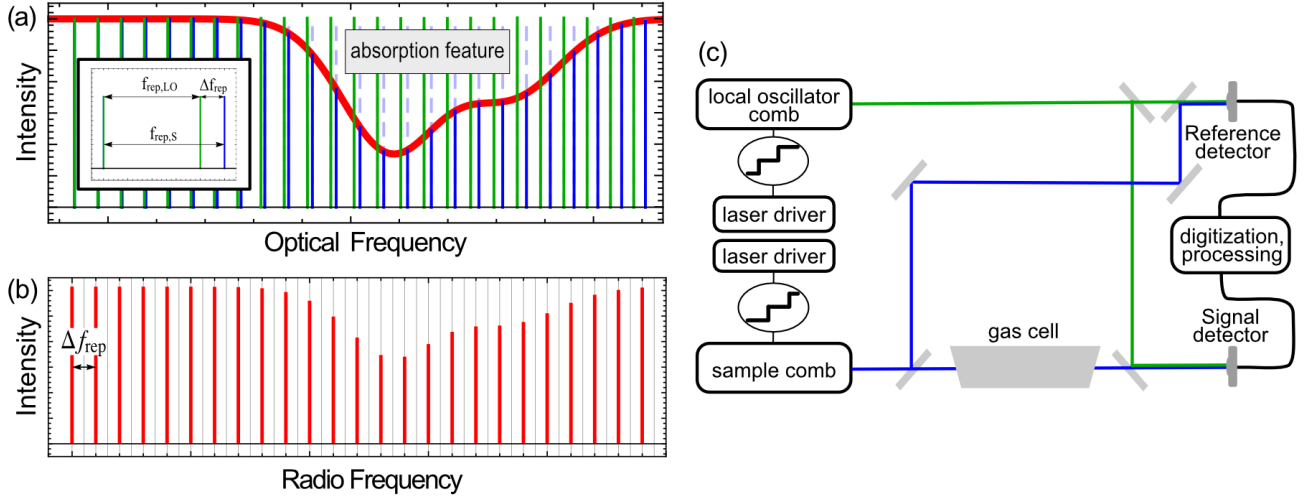 (a)
absorption feature
f_rep,LO
Δf_rep
f_rep,S
Intensity
Optical Frequency
(b)
Δf_rep
Intensity
Radio Frequency
(c)
local oscillator
comb
laser driver
laser driver
sample comb
gas cell
Reference
detector
digitization,
processing
Signal
detector